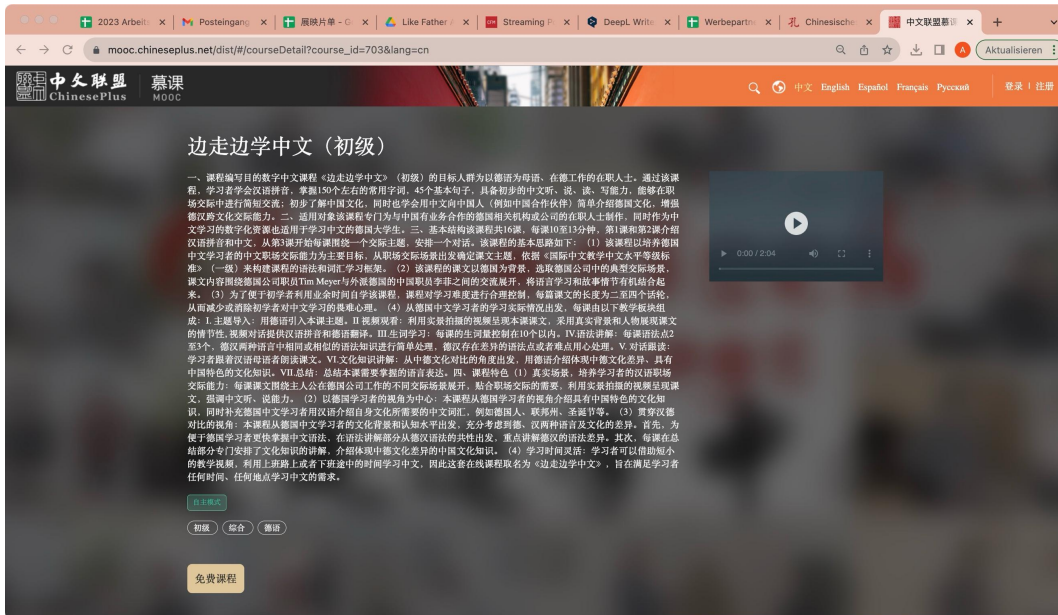 2023 Arbeits
Posteingang
展映片单 - G
Like Father
Streaming P
DeepL Write
Werbepartne
Chinesische
中文联盟慕课
mooc.chineseplus.net/dist/#/courseDetail?course_id=703&lang=cn
Aktualisieren
中文联盟 慕课
ChinesePlus MOOC
中文 English Español Français Русский 登录 | 注册
边走边学中文（初级）
一、课程编写目的数字中文课程《边走边学中文》（初级）的目标人群为以德语为母语、在德工作的在职人士。通过该课
程，学习者学会汉语拼音，掌握150个左右的常用字词，45个基本句子，具备初步的中文听、说、读、写能力，能够在职
场交际中进行简短交流；初步了解中国文化，同时也学会用中文向中国人（例如中国合作伙伴）简单介绍德国文化，增强
德汉跨文化交际能力。二、适用对象该课程专门为与中国有业务合作的德国相关机构或公司的在职人士制作，同时作为中
文学习的数字化资源也适用于学习中文的德国大学生。三、基本结构该课程共16课，每课10至13分钟，第1课和第2课介绍
汉语拼音和中文，从第3课开始每课围绕一个交际主题，安排一个对话。该课程的基本思路如下：（1）该课程以培养德国
中文学习者的中文职场交际能力为主要目标，从职场交际场景出发确定课文主题，依据《国际中文教学中文水平等级标
准》（一级）来构建课程的语法和词汇学习框架。（2）该课程的课文以德国为背景，选取德国公司中的典型交际场景，
课文内容围绕德国公司职员Tim Meyer与外派德国的中国职员李菲之间的交流展开，将语言学习和故事情节有机结合起
来。（3）为了便于初学者利用业余时间自学该课程，课程对学习难度进行合理控制，每篇课文的长度为二至四个话轮，
从而减少或消除初学者对中文学习的畏难心理。（4）从德国中文学习者的学习实际情况出发，每课由以下教学板块组
成：I. 主题导入：用德语引入本课主题。II 视频观看：利用实景拍摄的视频呈现本课课文，采用真实背景和人物展现课文
的情节性,视频对话提供汉语拼音和德语翻译。III.生词学习：每课的生词量控制在10个以内。IV.语法讲解：每课语法点2
至3个，德汉两种语言中相同或相似的语法知识进行简单处理，德汉存在差异的语法点或者难点用心处理。V. 对话跟读：
学习者跟着汉语母语者朗读课文。VI.文化知识讲解：从中德文化对比的角度出发，用德语介绍体现中德文化差异、具有
中国特色的文化知识。VII.总结：总结本课需要掌握的语言表达。四、课程特色（1）真实场景，培养学习者的汉语职场
交际能力：每课课文围绕主人公在德国公司工作的不同交际场景展开，贴合职场交际的需要，利用实景拍摄的视频呈现课
文，强调中文听、说能力。（2）以德国学习者的视角为中心：本课程从德国学习者的视角介绍具有中国特色的文化知
识，同时补充德国中文学习者用汉语介绍自身文化所需要的中文词汇，例如德国人、联邦州、圣诞节等。（3）贯穿汉德
对比的视角：本课程从德国中文学习者的文化背景和认知水平出发，充分考虑到德、汉两种语言及文化的差异。首先，为
便于德国学习者更快掌握中文语法，在语法讲解部分从德汉语法的共性出发，重点讲解德汉的语法差异。其次，每课在总
结部分专门安排了文化知识的讲解，介绍体现中德文化差异的中国文化知识。（4）学习时间灵活：学习者可以借助短小
的教学视频，利用上班路上或者下班途中的时间学习中文，因此这套在线课程取名为《边走边学中文》，旨在满足学习者
任何时间、任何地点学习中文的需求。
0:00 / 2:04
自主模式
初级 综合 德语
免费课程